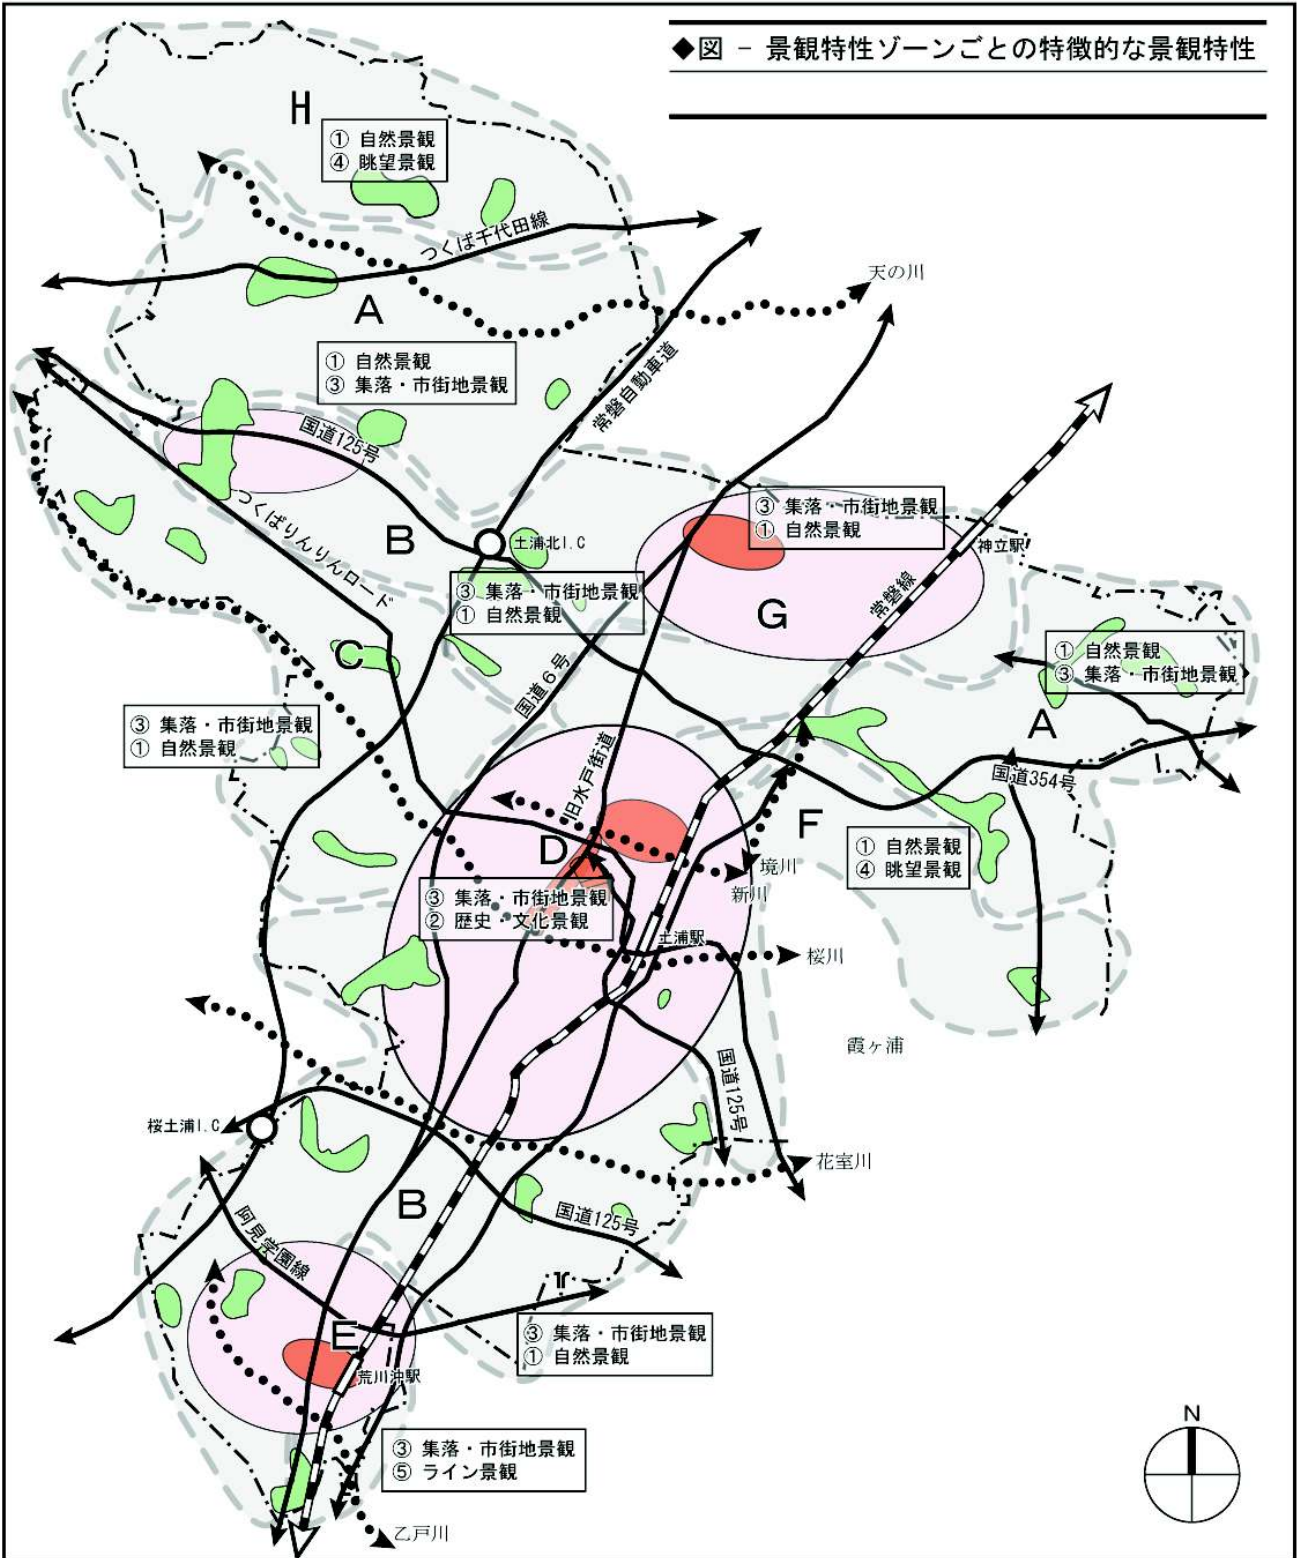 ◆図 － 景観特性ゾーンごとの特徴的な景観特性
H
① 自然景観
④ 眺望景観
つくば千代田線
天の川
A
① 自然景観
③ 集落・市街地景観
常磐自動車道
国道125号
つくばりんりんロード
B
土浦北I.C
③ 集落・市街地景観
① 自然景観
神立駅
常磐線
G
③ 集落・市街地景観
① 自然景観
C
国道6号
① 自然景観
③ 集落・市街地景観
A
③ 集落・市街地景観
① 自然景観
旧水戸街道
国道354号
F
① 自然景観
④ 眺望景観
D
境川
新川
③ 集落・市街地景観
② 歴史・文化景観
土浦駅
桜川
霞ヶ浦
国道125号
桜土浦I.C
花室川
B
国道125号
阿見学園線
E
③ 集落・市街地景観
① 自然景観
荒川沖駅
N
③ 集落・市街地景観
⑤ ライン景観
乙戸川